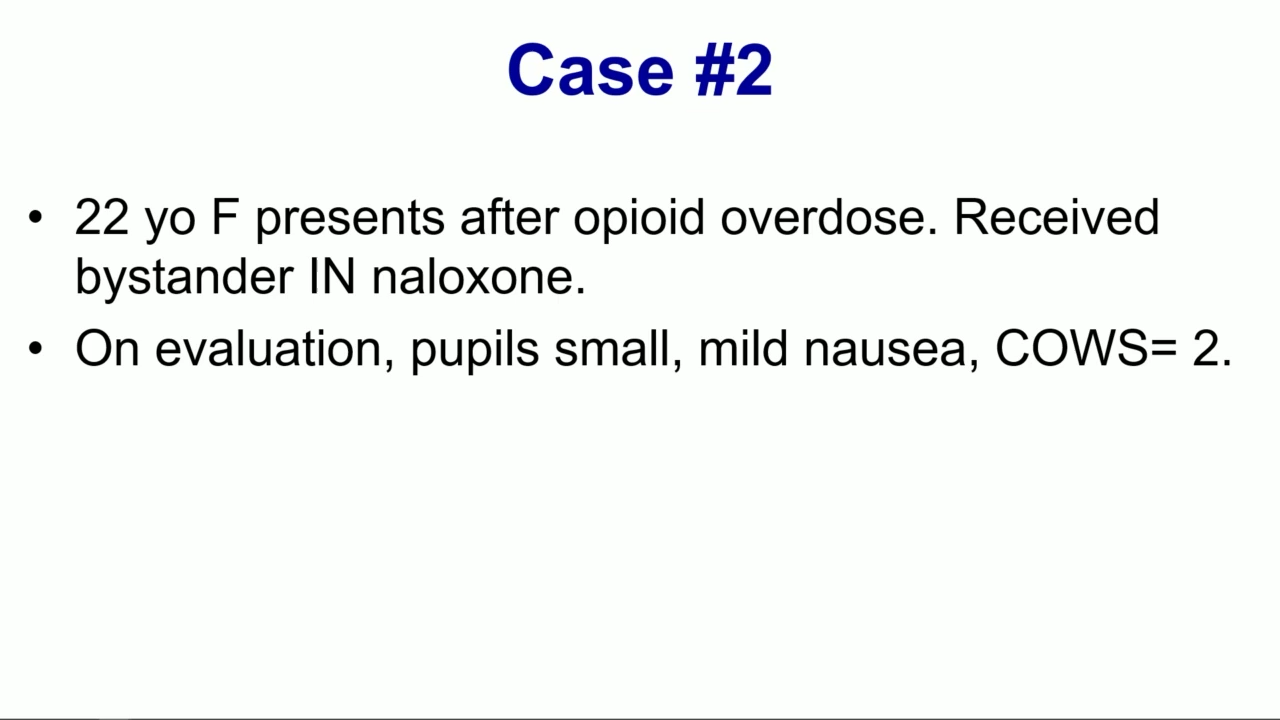 Case #2
• 22 yo F presents after opioid overdose. Received
bystander IN naloxone.
• On evaluation, pupils small, mild nausea, COWS= 2.